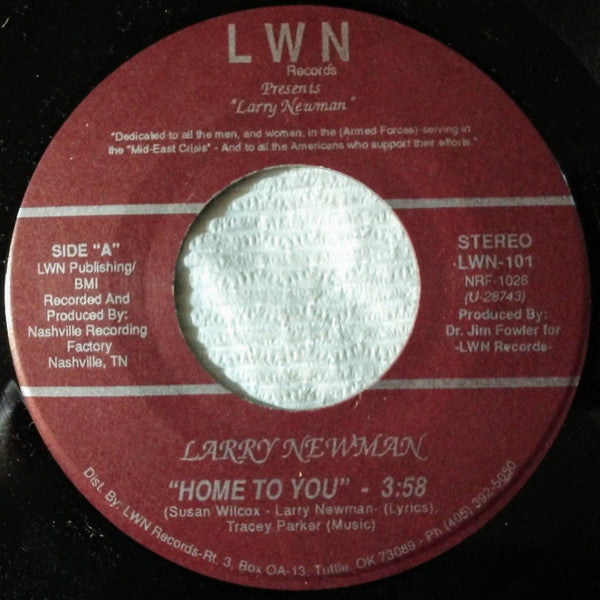 LWN
Records
Presents
"Larry Newman"
"Dedicated to all the men, and women, in the (Armed Forces)-serving in
the "Mid-East Crisis" - And to all the Americans who support their efforts."
SIDE "A"
LWN Publishing/
BMI
Recorded And
Produced By:
Nashville Recording
Factory
Nashville, TN
STEREO
LWN-101
NRF-1026
(U-28743)
Produced By:
Dr. Jim Fowler for
-LWN Records-
LARRY NEWMAN
"HOME TO YOU" - 3:58
(Susan Wilcox - Larry Newman- (Lyrics),
Tracey Parker (Music)
Dist. By: LWN Records-Rt. 3, Box OA-13, Tuttle, OK 73089 - Ph (405) 392-5050